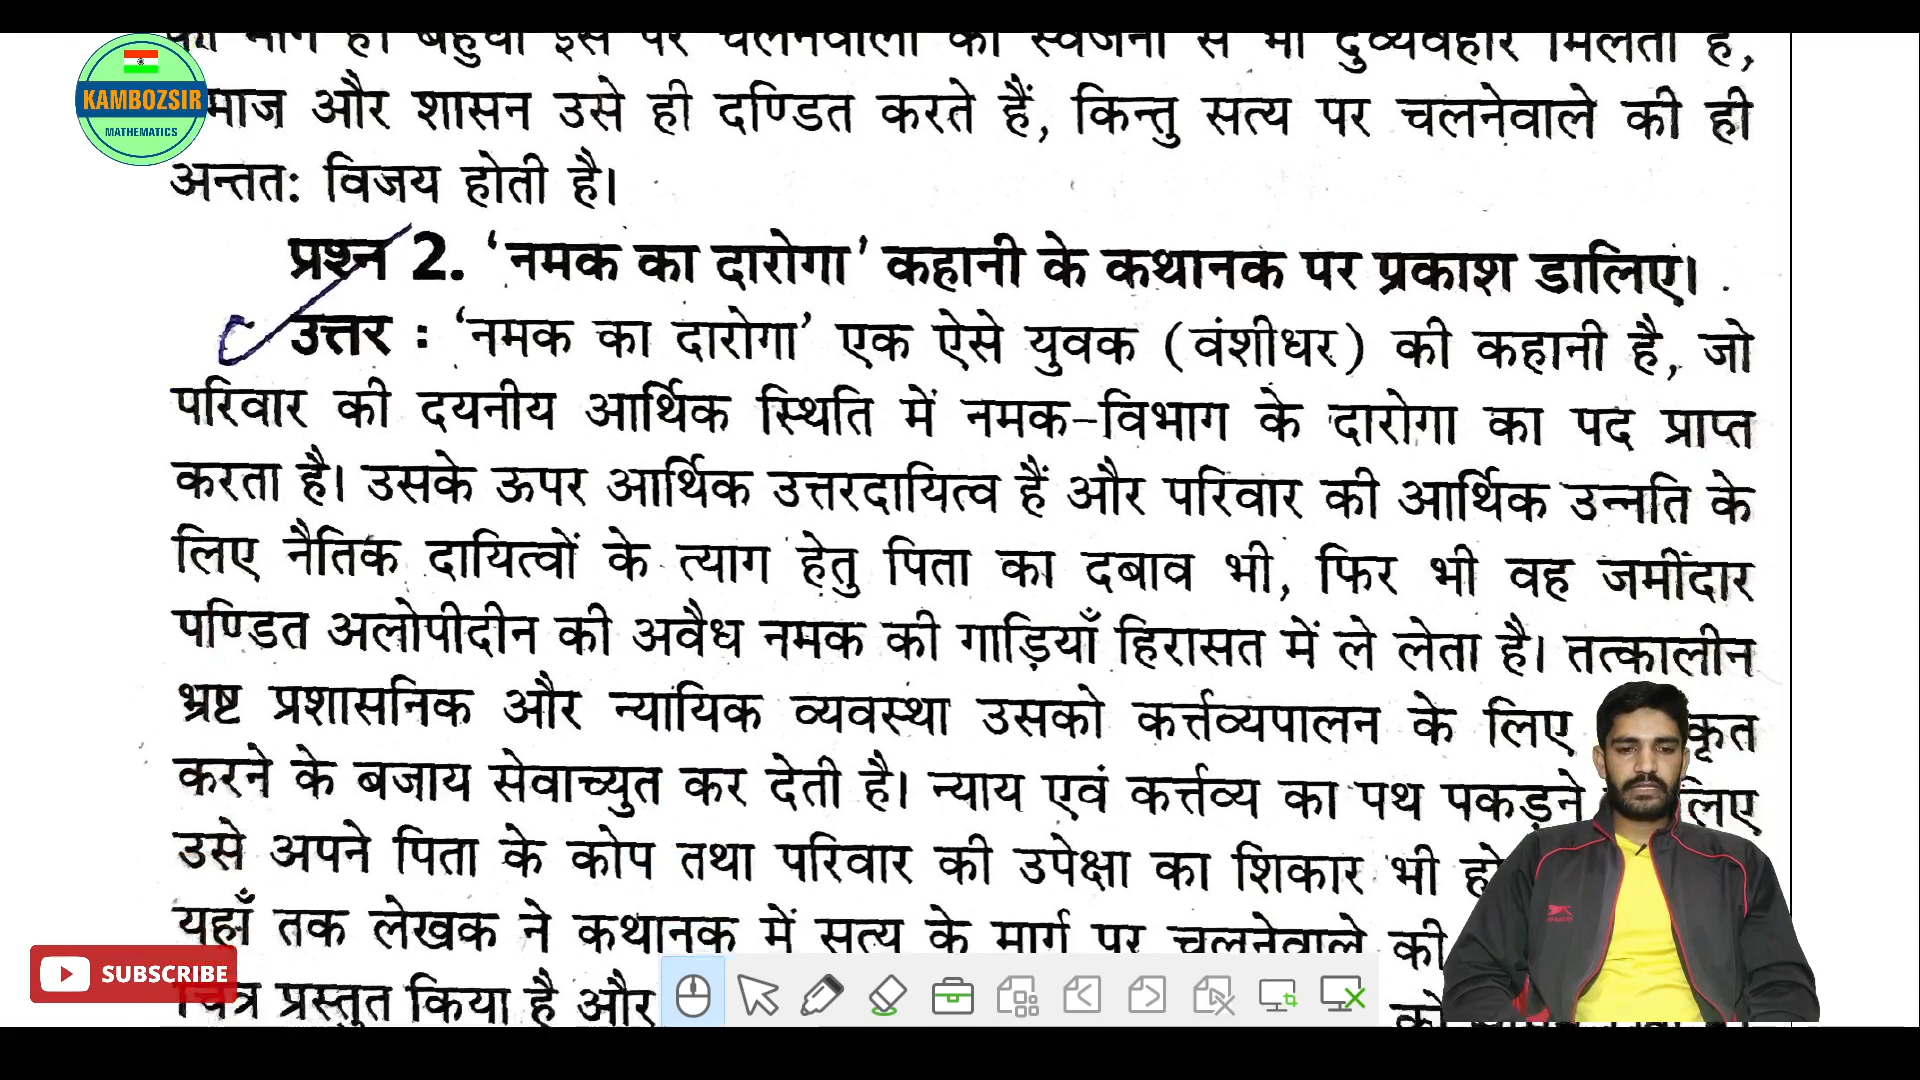 KAMBOZSIR
MATHEMATICS
माज और शासन उसे ही दण्डित करते हैं, किन्तु सत्य पर चलनेवाले की ही
अन्ततः विजय होती है।
प्रश्न 2. ‘नमक का दारोगा’ कहानी के कथानक पर प्रकाश डालिए।
उत्तर : ‘नमक का दारोगा’ एक ऐसे युवक (वंशीधर) की कहानी है, जो
परिवार की दयनीय आर्थिक स्थिति में नमक-विभाग के दारोगा का पद प्राप्त
करता है। उसके ऊपर आर्थिक उत्तरदायित्व हैं और परिवार की आर्थिक उन्नति के
लिए नैतिक दायित्वों के त्याग हेतु पिता का दबाव भी, फिर भी वह जमींदार
पण्डित अलोपीदीन की अवैध नमक की गाड़ियाँ हिरासत में ले लेता है। तत्कालीन
भ्रष्ट प्रशासनिक और न्यायिक व्यवस्था उसको कर्त्तव्यपालन के लिए कृत
करने के बजाय सेवाच्युत कर देती है। न्याय एवं कर्त्तव्य का पथ पकड़ने लिए
उसे अपने पिता के कोप तथा परिवार की उपेक्षा का शिकार भी
यहाँ तक लेखक ने कथानक में सत्य के मार्ग पर चलनेवाले की
SUBSCRIBE
चित्र प्रस्तुत किया है और